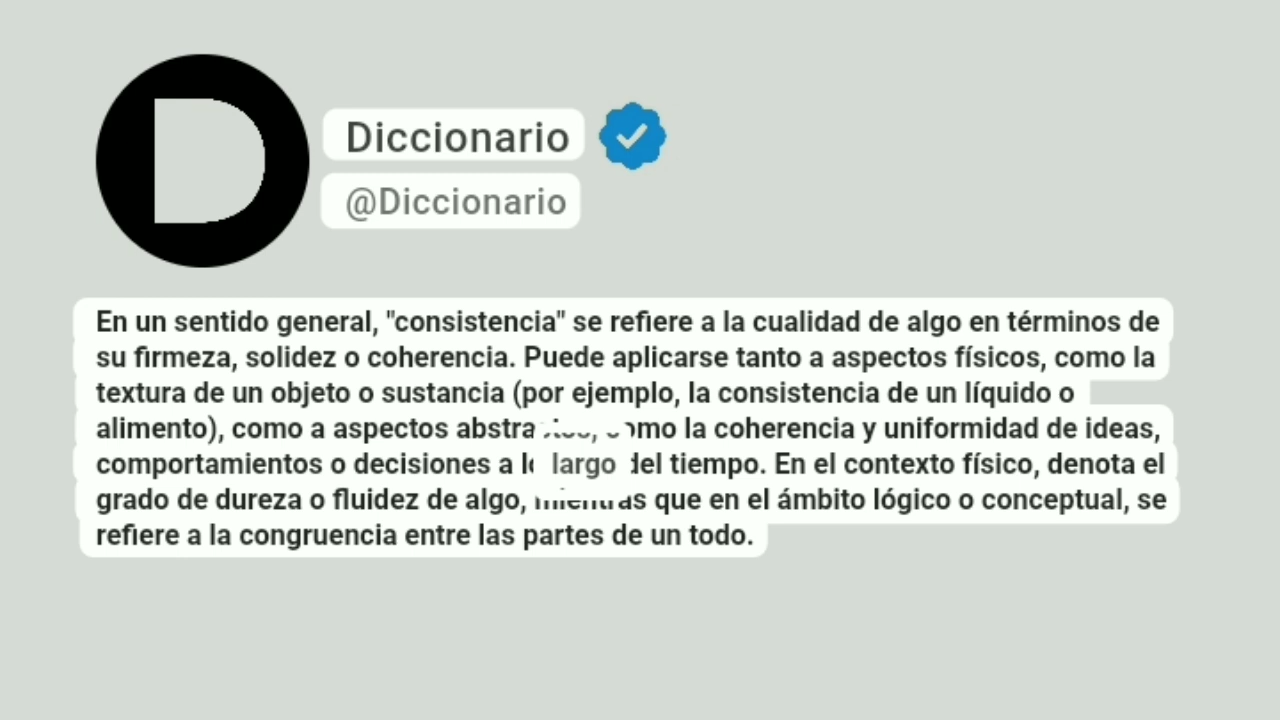 D
Diccionario
@Diccionario
En un sentido general, "consistencia" se refiere a la cualidad de algo en términos de
su firmeza, solidez o coherencia. Puede aplicarse tanto a aspectos físicos, como la
textura de un objeto o sustancia (por ejemplo, la consistencia de un líquido o
alimento), como a aspectos abstractos, como la coherencia y uniformidad de ideas,
comportamientos o decisiones a lo largo del tiempo. En el contexto físico, denota el
grado de dureza o fluidez de algo, mientras que en el ámbito lógico o conceptual, se
refiere a la congruencia entre las partes de un todo.